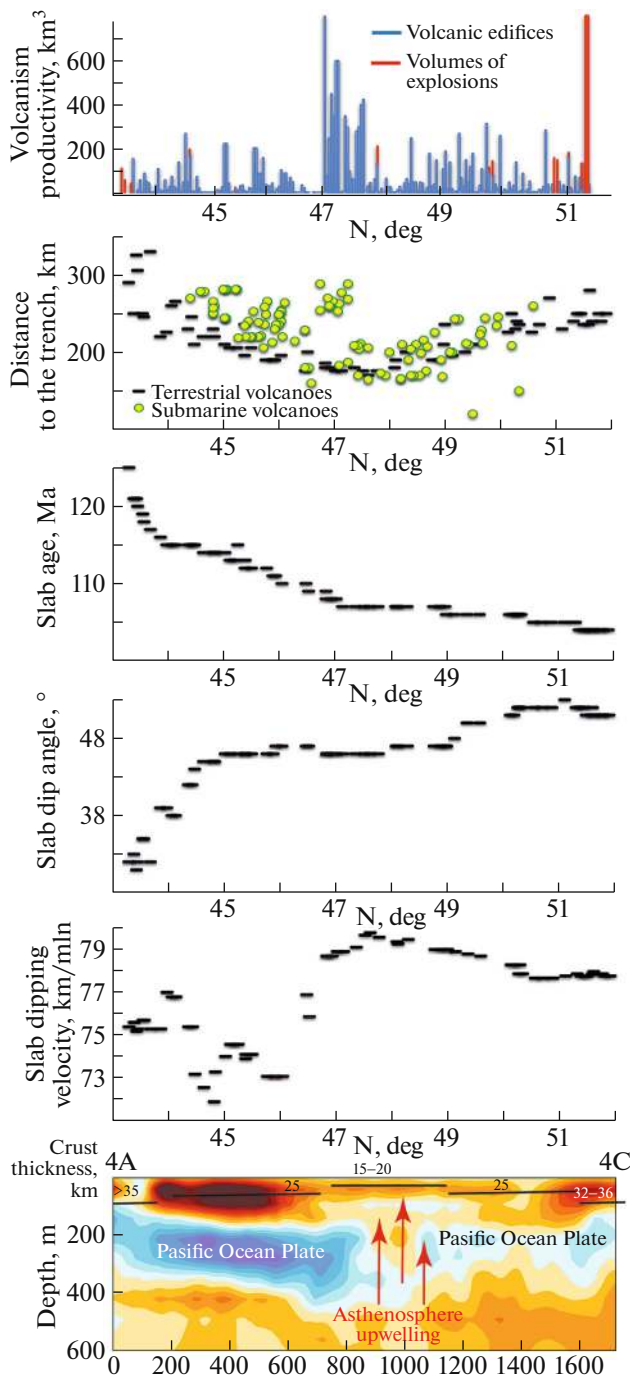 Volcanism
productivity, km3
600
400
200
Volcanic edifices
Volumes of
explosions
45
47
49
51
N, deg
Distance
to the trench, km
300
200
Terrestrial volcanoes
Submarine volcanoes
45
47
49
51
N, deg
Slab age, Ma
120
110
45
47
49
51
N, deg
Slab dip angle, °
48
38
45
47
49
51
N, deg
Slab dipping
velocity, km/mln
79
77
75
73
45
47
49
51
N, deg
Crust
thickness,
km
4A
15–20
4C
>35
25
25
32–36
Depth, m
200
400
600
Pasific Ocean Plate
Pasific Ocean Plate
Asthenosphere
upwelling
0
200
400
600
800
1000
1200
1400
1600